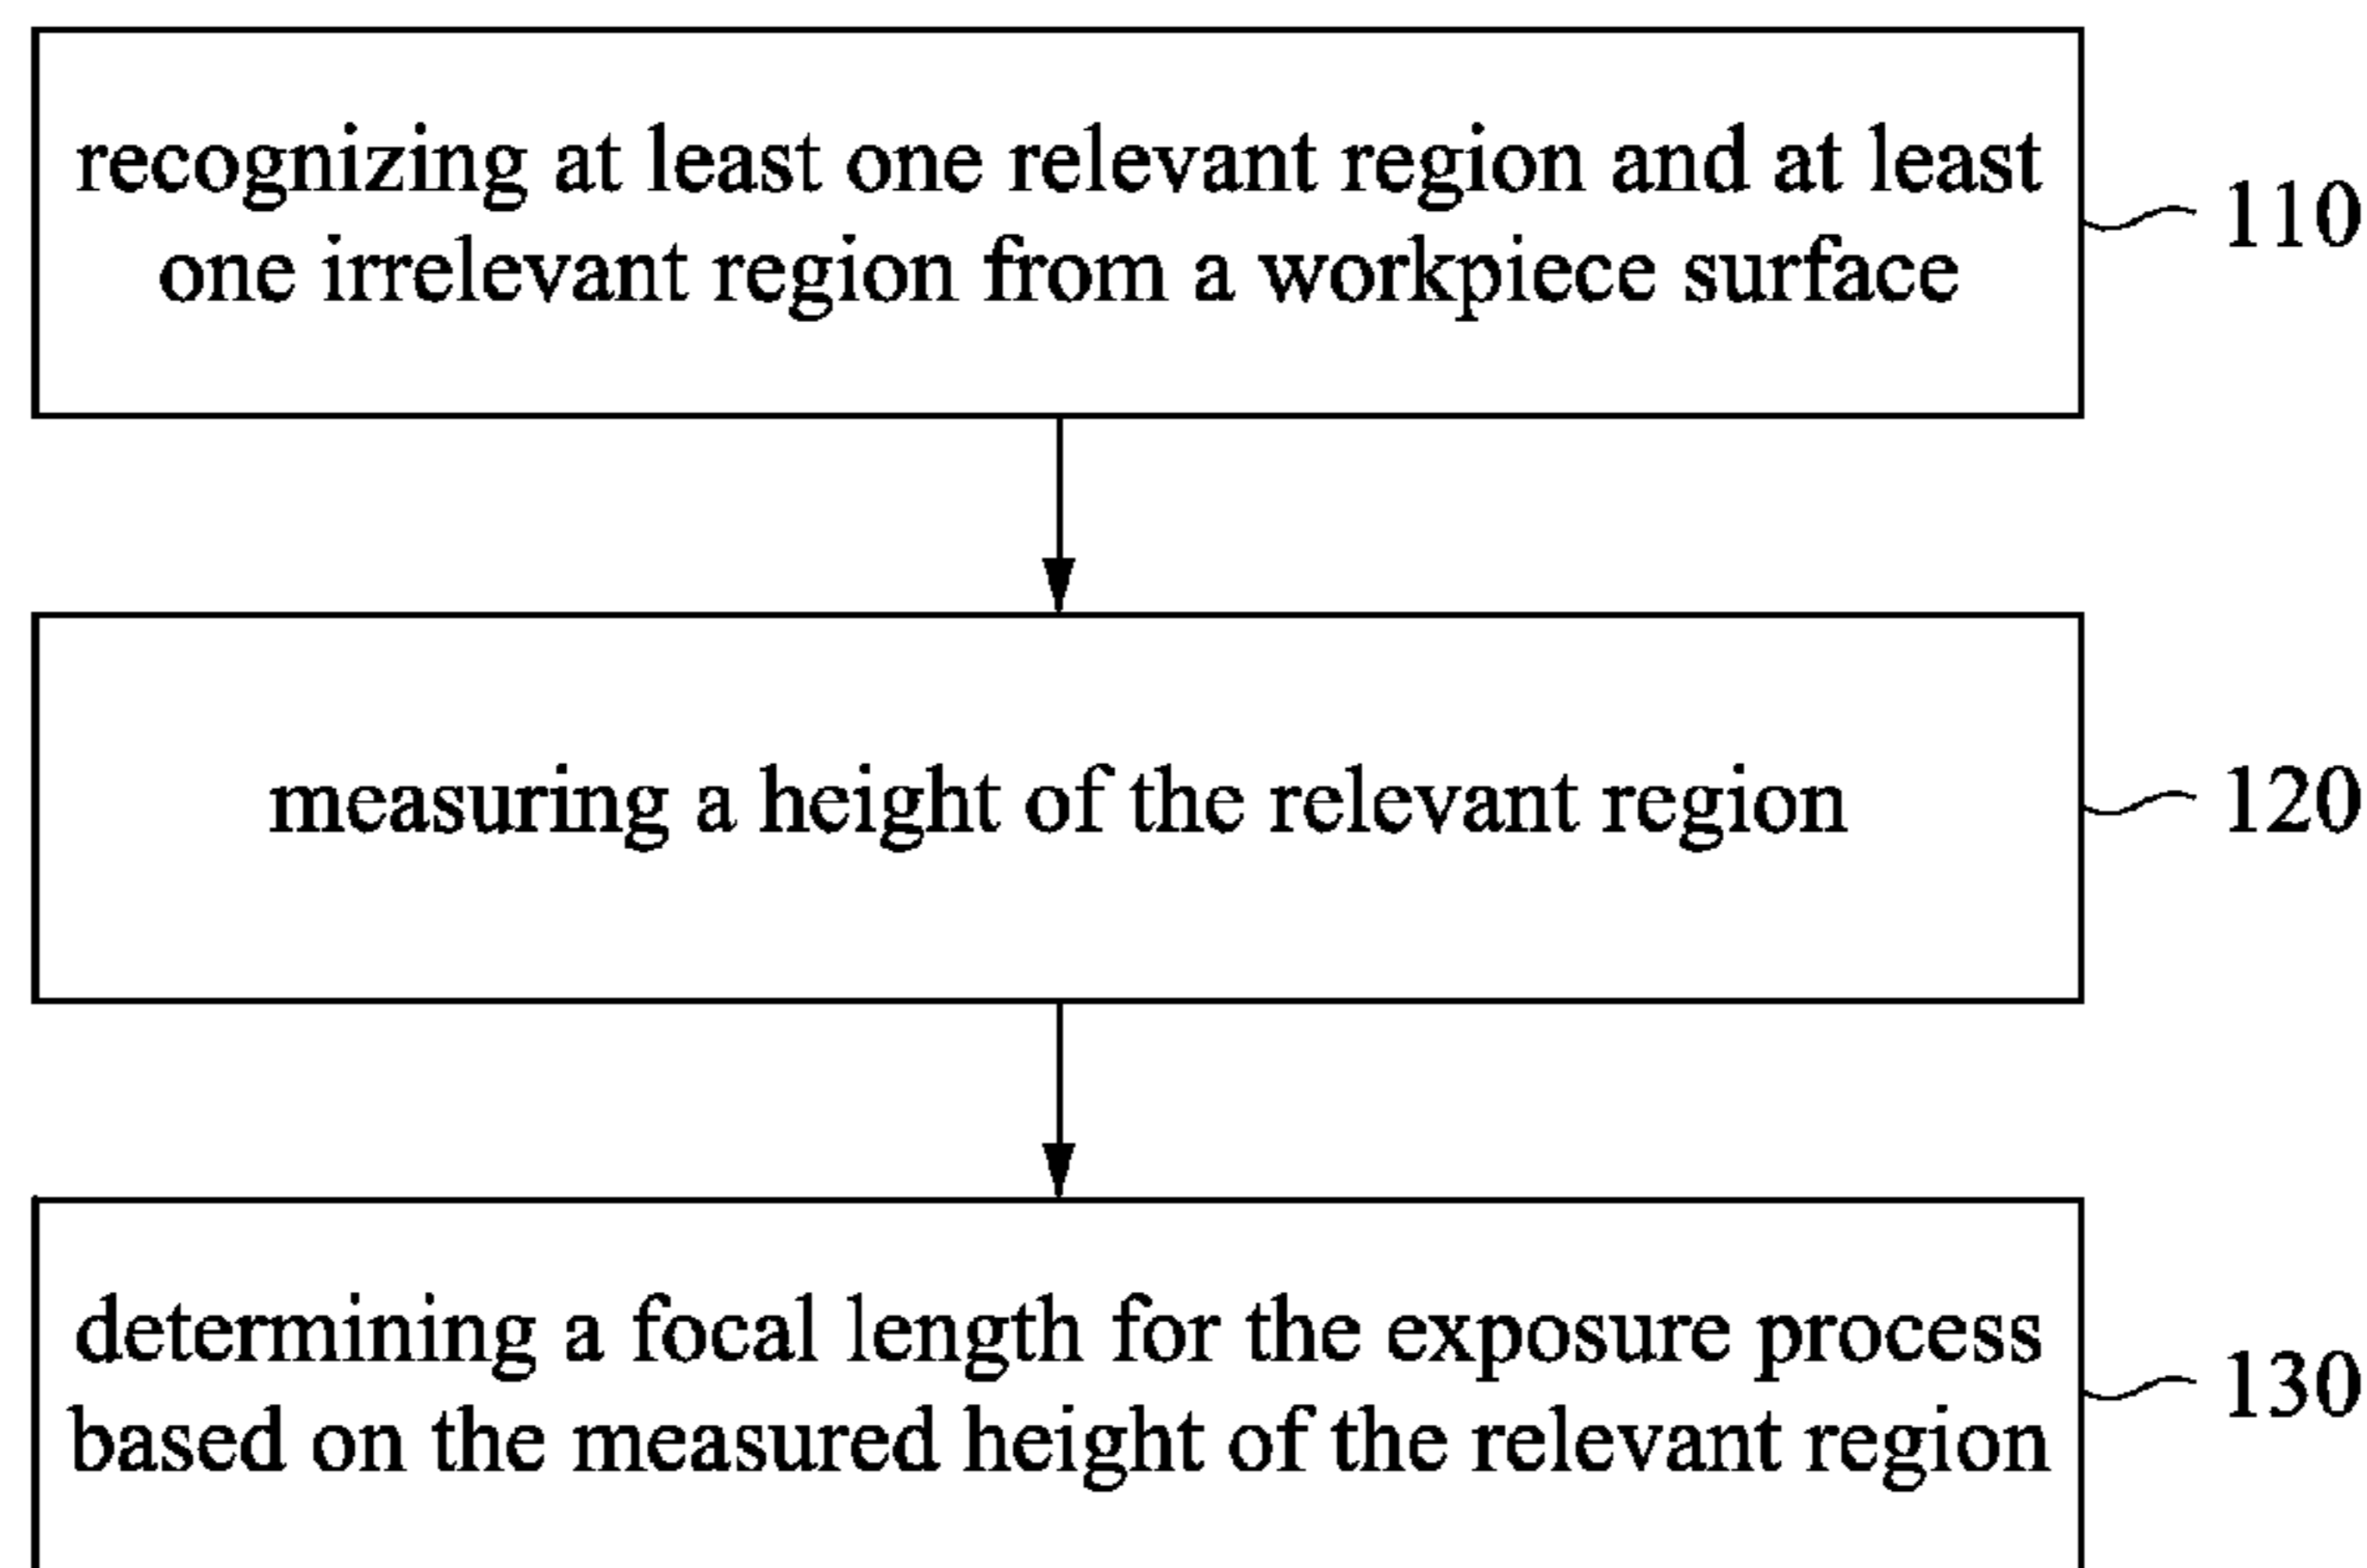 recognizing at least one relevant region and at least
one irrelevant region from a workpiece surface
110
measuring a height of the relevant region
120
determining a focal length for the exposure process
based on the measured height of the relevant region
130